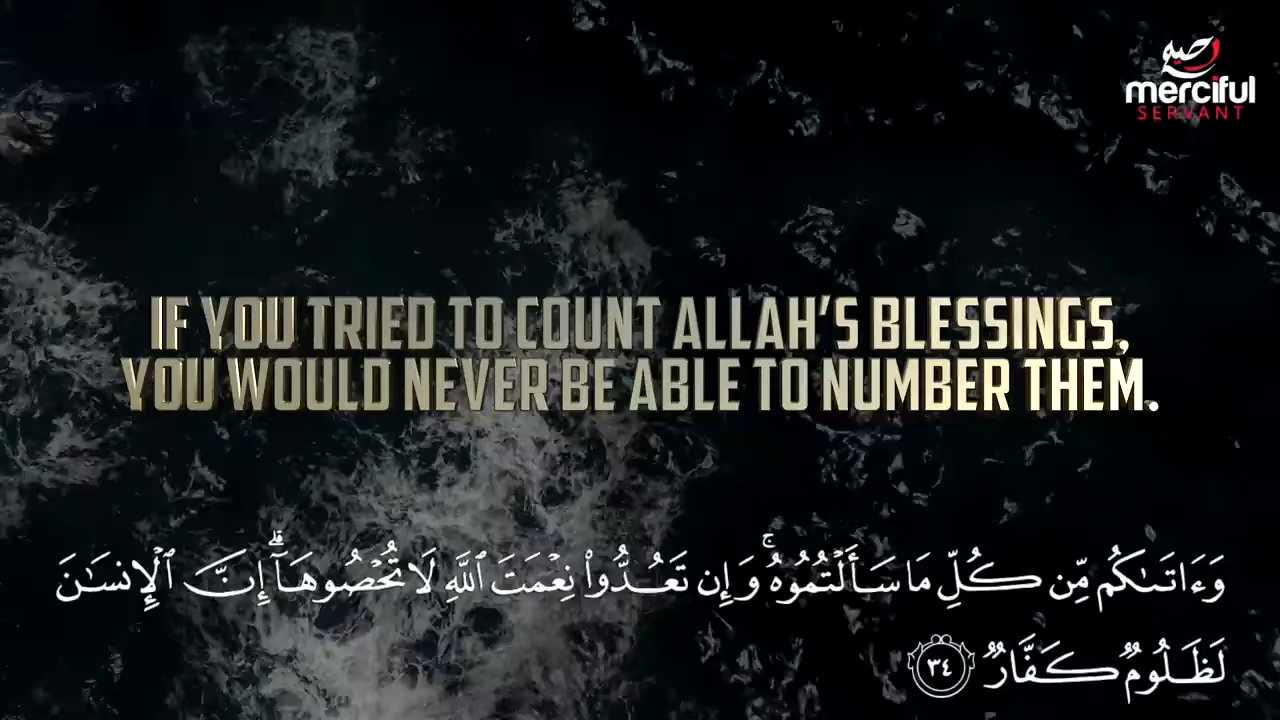 رحيم
merciful
SERVANT
IF YOU TRIED TO COUNT ALLAH'S BLESSINGS,
YOU WOULD NEVER BE ABLE TO NUMBER THEM.
وَءَاتَىٰكُم مِّن كُلِّ مَا سَأَلْتُمُوهُۚ وَإِن تَعُدُّوا۟ نِعْمَتَ ٱللَّهِ لَا تُحْصُوهَآۗ إِنَّ ٱلْإِنسَـٰنَ
لَظَلُومٌ كَفَّارٌ ٣٤